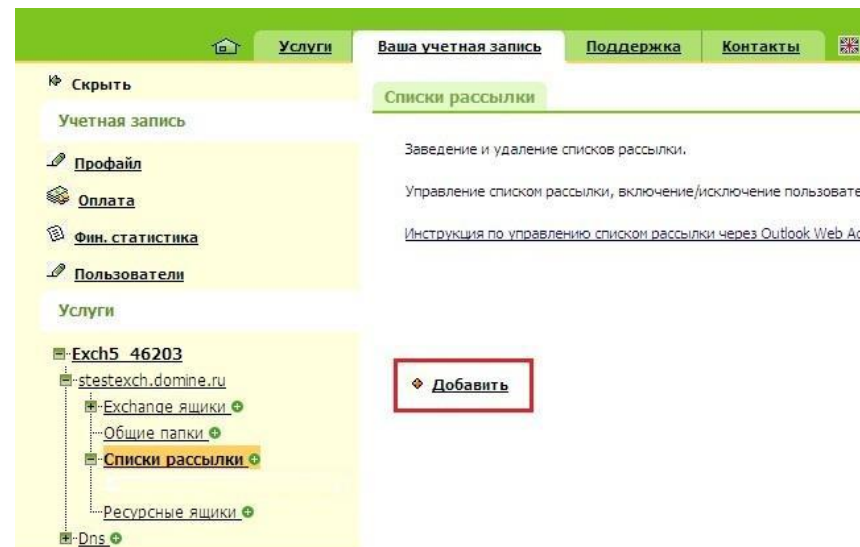 Услуги
Ваша учетная запись
Поддержка
Контакты
Скрыть
Учетная запись
Профайл
Оплата
Фин. статистика
Пользователи
Услуги
Exch5_46203
stestexch.domine.ru
Exchange ящики
Общие папки
Списки рассылки
Ресурсные ящики
Dns
Списки рассылки
Заведение и удаление списков рассылки.
Управление списком рассылки, включение/исключение пользовате
Инструкция по управлению списком рассылки через Outlook Web Ac
Добавить